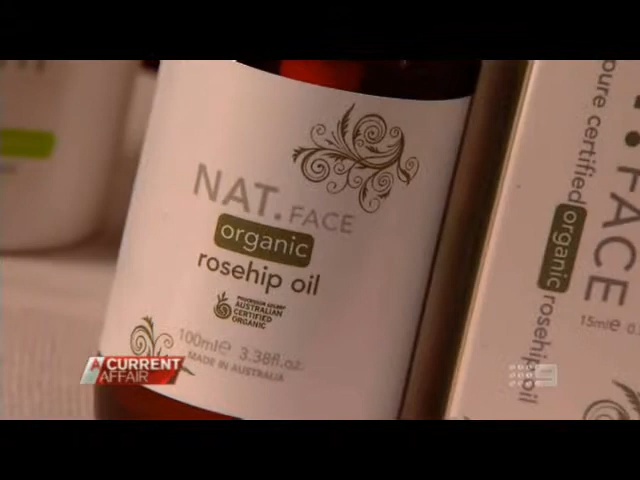 NAT. FACE
organic
rosehip oil
AUSTRALIAN
CERTIFIED
ORGANIC
100ml e 3.38fl.oz.
MADE IN AUSTRALIA
pure certified organic rosehip oil
FACE
15ml e
A CURRENT
AFFAIR
9